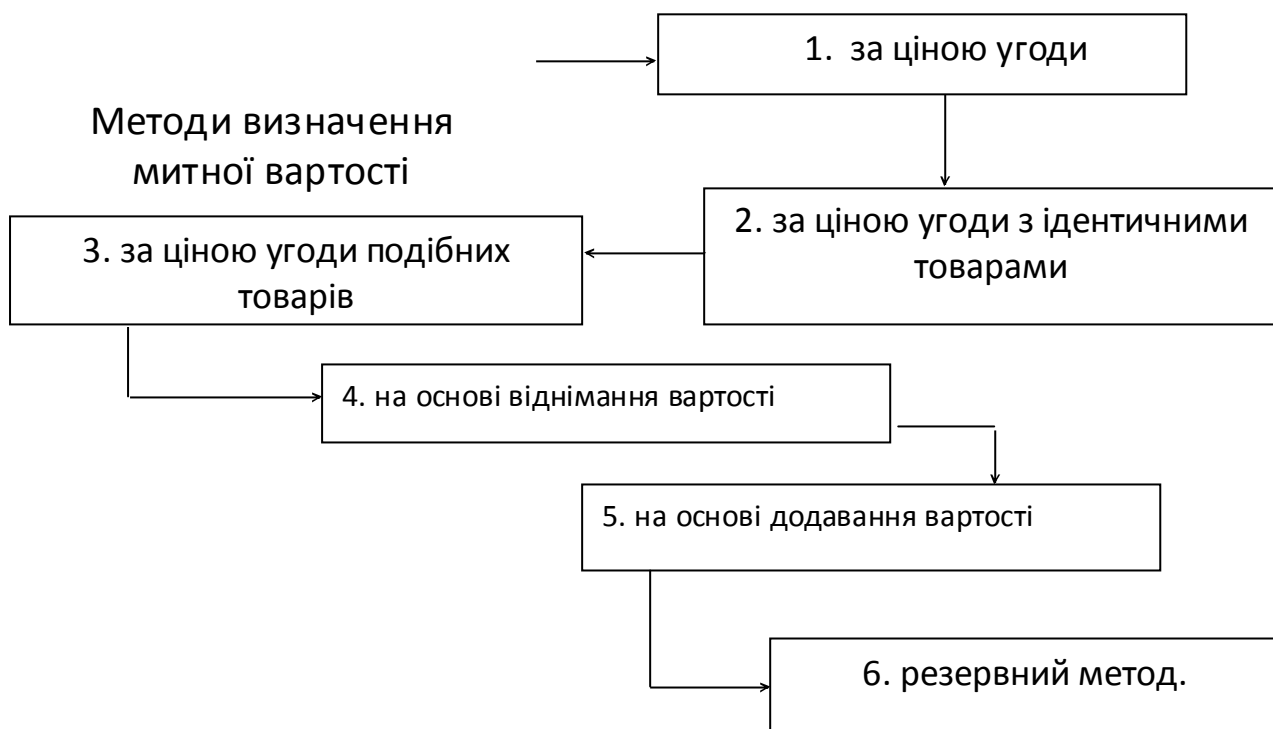 Методи визначення
митної вартості
1. за ціною угоди
2. за ціною угоди з ідентичними
товарами
3. за ціною угоди подібних
товарів
4. на основі віднімання вартості
5. на основі додавання вартості
6. резервний метод.